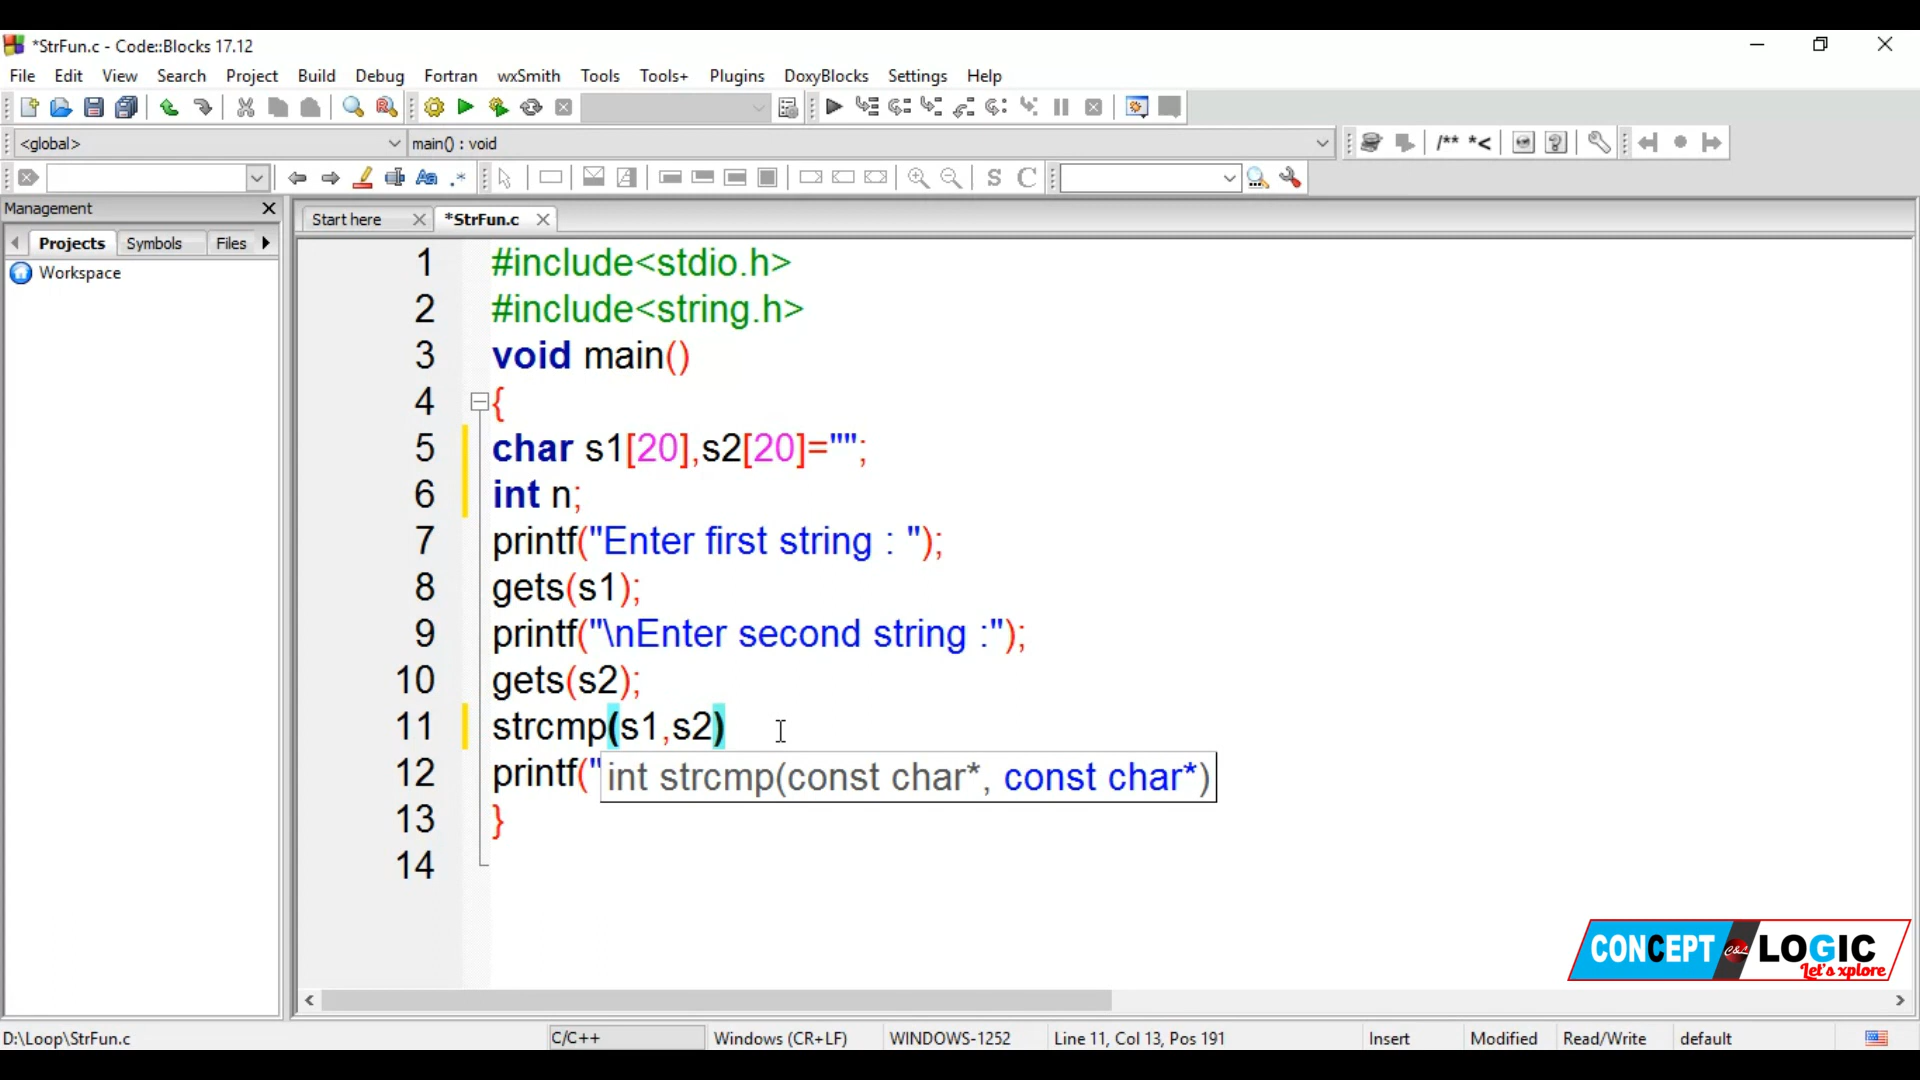 *StrFun.c - Code::Blocks 17.12
File Edit View Search Project Build Debug Fortran wxSmith Tools Tools+ Plugins DoxyBlocks Settings Help
<global> main() : void
/** *<
Management
Projects Symbols Files
Workspace
Start here *StrFun.c
1 #include<stdio.h>
2 #include<string.h>
3 void main()
4 {
5 char s1[20],s2[20]="";
6 int n;
7 printf("Enter first string : ");
8 gets(s1);
9 printf("\nEnter second string :");
10 gets(s2);
11 strcmp(s1,s2)
12 printf("
int strcmp(const char*, const char*)
13 }
14
CONCEPT C&L LOGIC
Let's xplore
D:\Loop\StrFun.c C/C++ Windows (CR+LF) WINDOWS-1252 Line 11, Col 13, Pos 191 Insert Modified Read/Write default